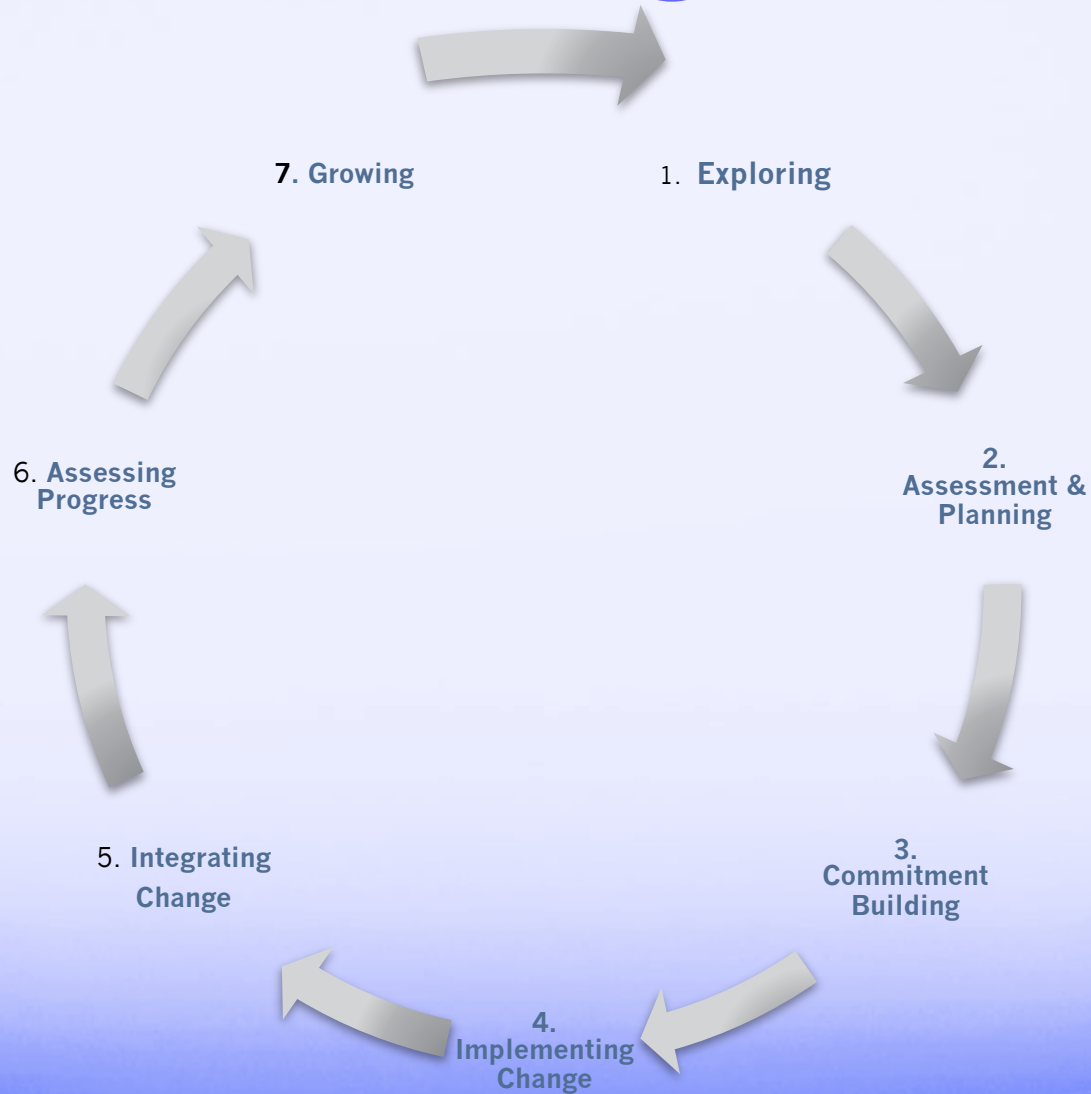 1. Exploring
2.
Assessment &
Planning
3.
Commitment
Building
4.
Implementing
Change
5. Integrating
Change
6. Assessing
Progress
7. Growing